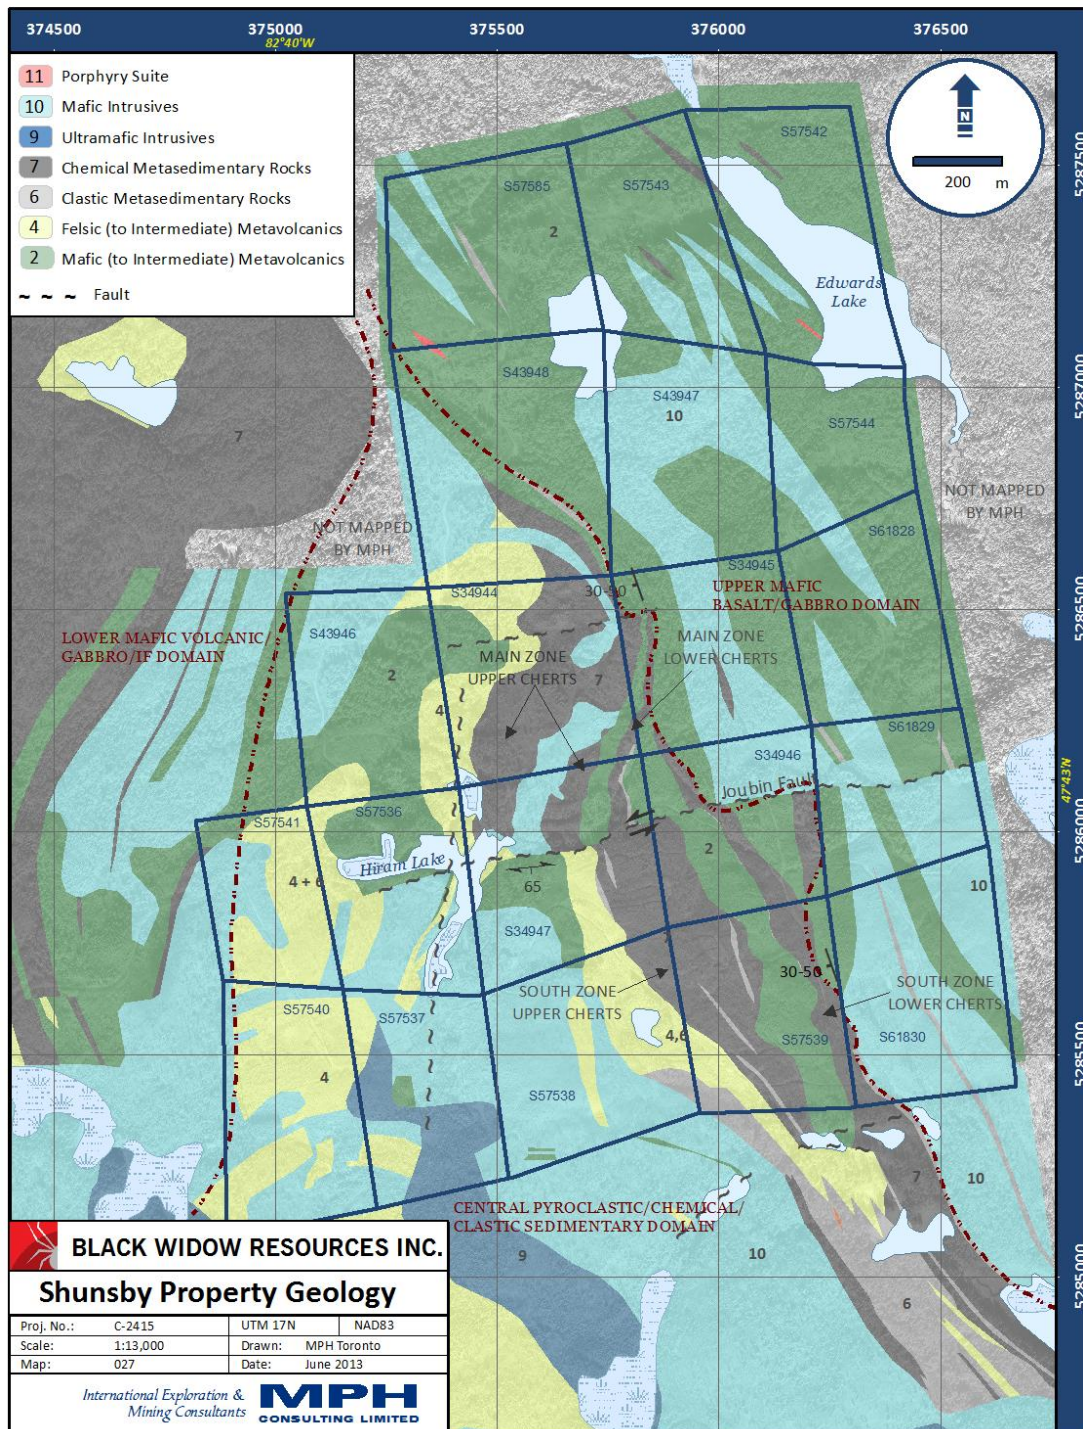 374500 375000 375500 376000 376500
82°40'W
11 Porphyry Suite
10 Mafic Intrusives
9 Ultramafic Intrusives
7 Chemical Metasedimentary Rocks
6 Clastic Metasedimentary Rocks
4 Felsic (to Intermediate) Metavolcanics
2 Mafic (to Intermediate) Metavolcanics
Fault
N
200 m
5287500
5287000
5286500
47°43'N
5286000
5285500
5285000
S57542
S57585
S57543
2
Edwards
Lake
S43948
S43947
10
S57544
7
NOT MAPPED
BY MPH
NOT MAPPED
BY MPH
S61828
S34945
S34944
30-50
UPPER MAFIC
BASALT/GABBRO DOMAIN
LOWER MAFIC VOLCANIC/
GABBRO/IF DOMAIN
S43946
MAIN ZONE
LOWER CHERTS
MAIN ZONE
UPPER CHERTS
2
7
4
S61829
S34946
Joubin Fault
S57541
S57536
Hiram Lake
2
4 + 6
65
10
S34947
7
30-50
SOUTH ZONE
UPPER CHERTS
SOUTH ZONE
LOWER CHERTS
S57540
S57537
4,6
S57539
S61830
4
S57538
7
10
CENTRAL PYROCLASTIC/CHEMICAL/
CLASTIC SEDIMENTARY DOMAIN
9
10
6
BLACK WIDOW RESOURCES INC.
Shunsby Property Geology
Proj. No.: C-2415 UTM 17N NAD83
Scale: 1:13,000 Drawn: MPH Toronto
Map: 027 Date: June 2013
International Exploration &
Mining Consultants
MPH
CONSULTING LIMITED